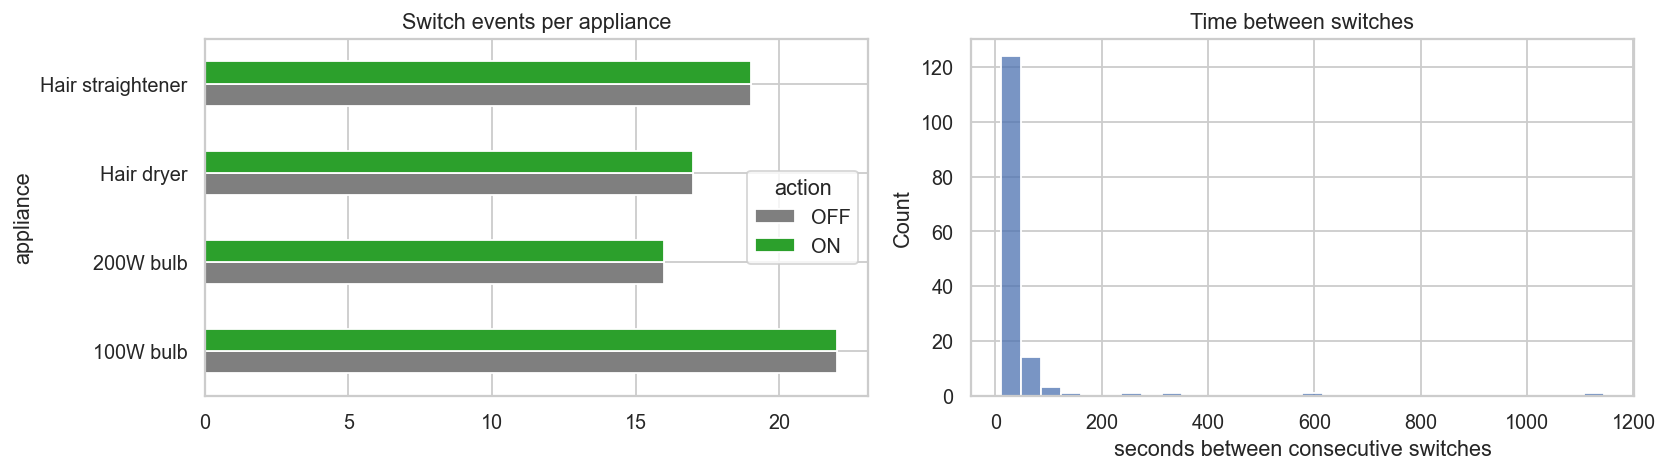 Switch events per appliance
appliance
Hair straightener
Hair dryer
200W bulb
100W bulb
action
OFF
ON
0 5 10 15 20
Time between switches
Count
120
100
80
60
40
20
0
0 200 400 600 800 1000 1200
seconds between consecutive switches